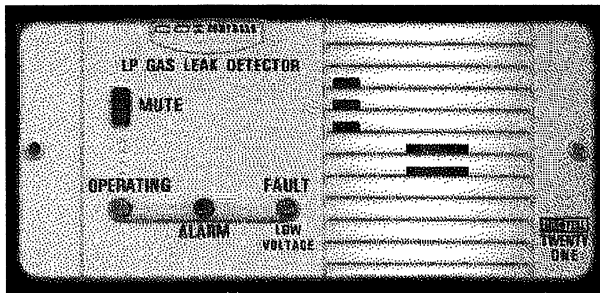 LP GAS LEAK DETECTOR
MUTE
OPERATING
FAULT
ALARM
LOW
VOLTAGE
TWENTY
ONE